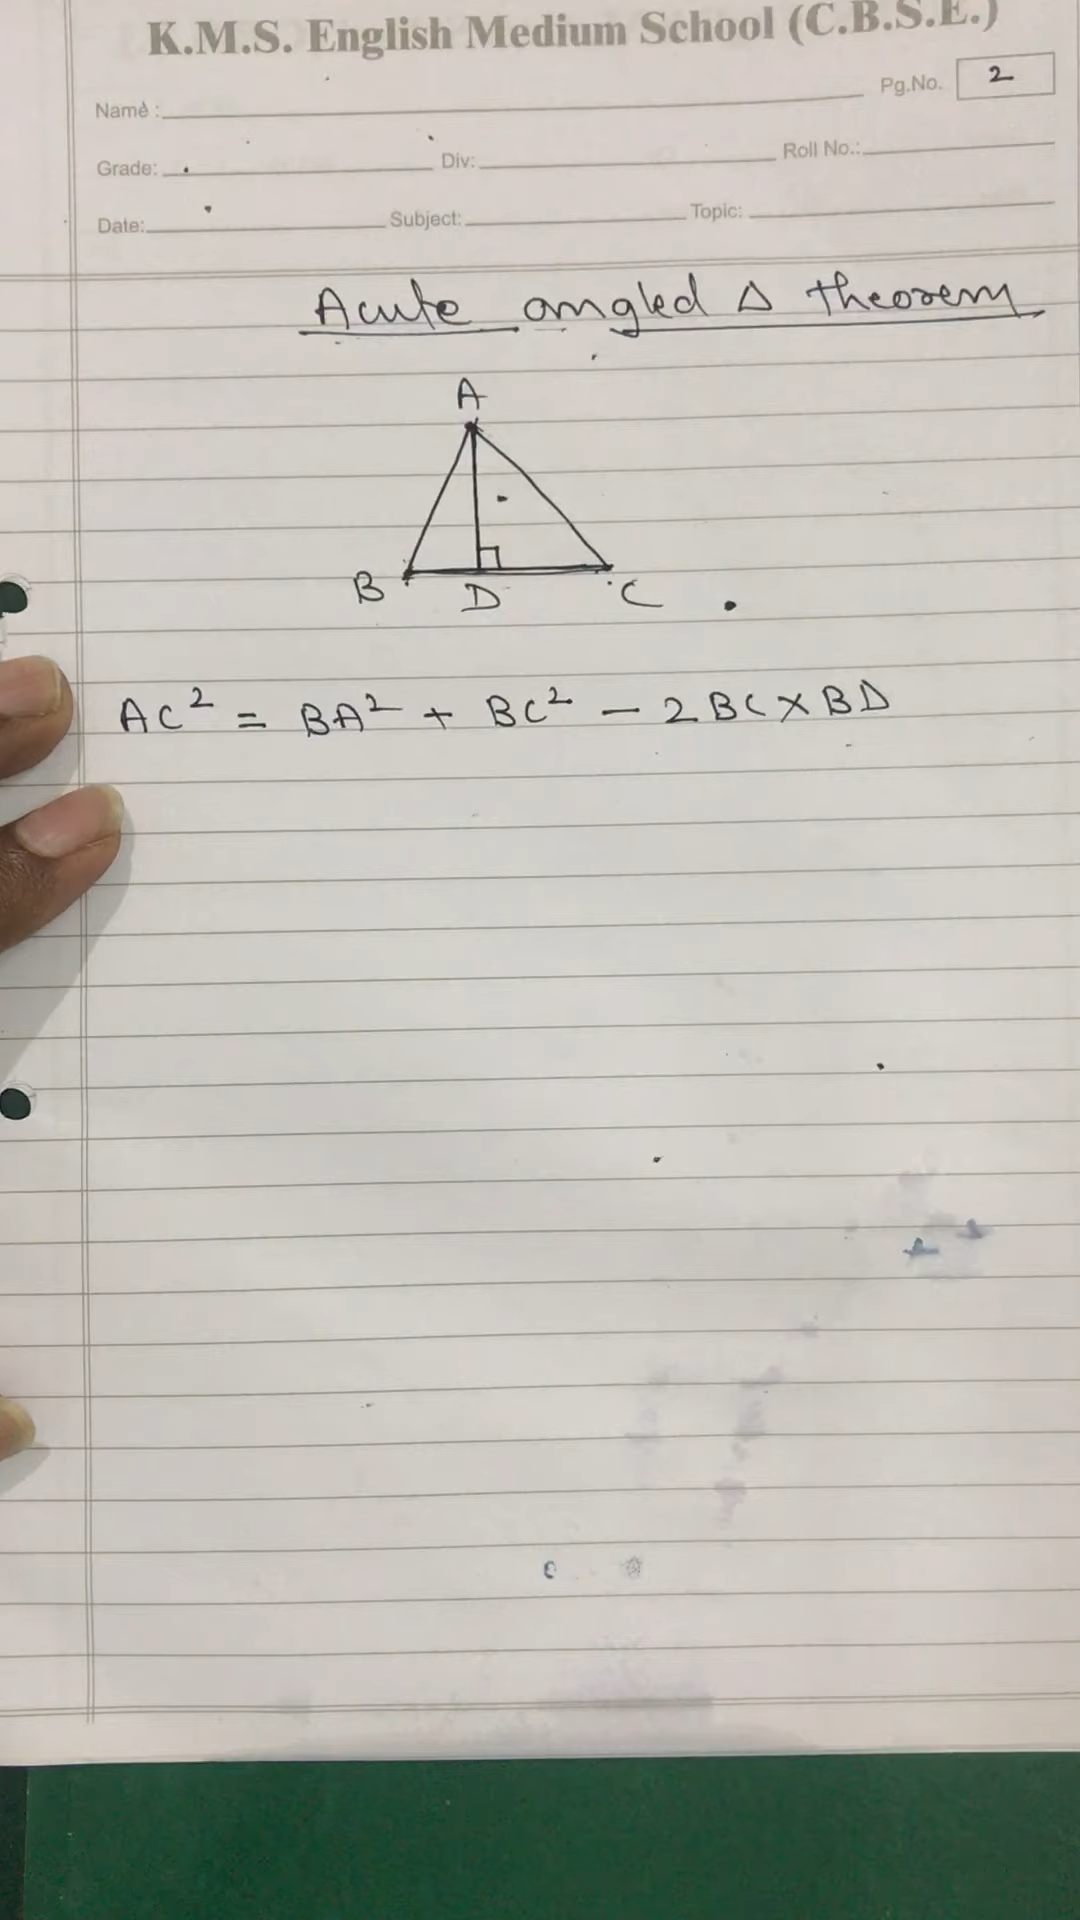 K.M.S. English Medium School (C.B.S.E.)
Pg.No. 2
Name :
Grade: Div: Roll No.:
Date: Subject: Topic:
Acute angled Δ theorem
A
B D C
AC² = BA² + BC² - 2BC×BD